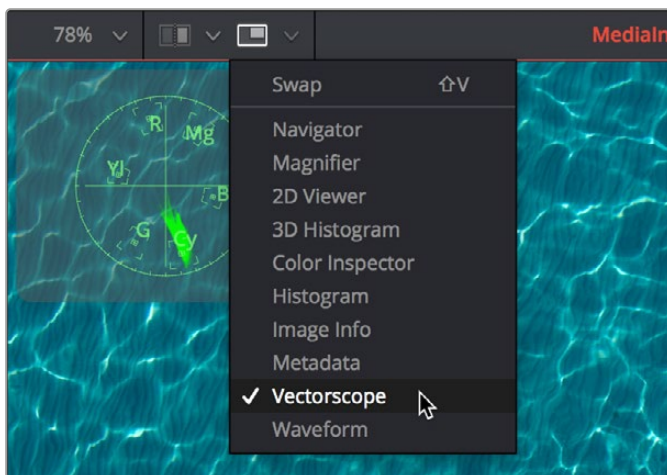 78%
MediaIn
Swap ⇧V
R
Mg
Yl
B
G
Cy
Navigator
Magnifier
2D Viewer
3D Histogram
Color Inspector
Histogram
Image Info
Metadata
✓ Vectorscope
Waveform